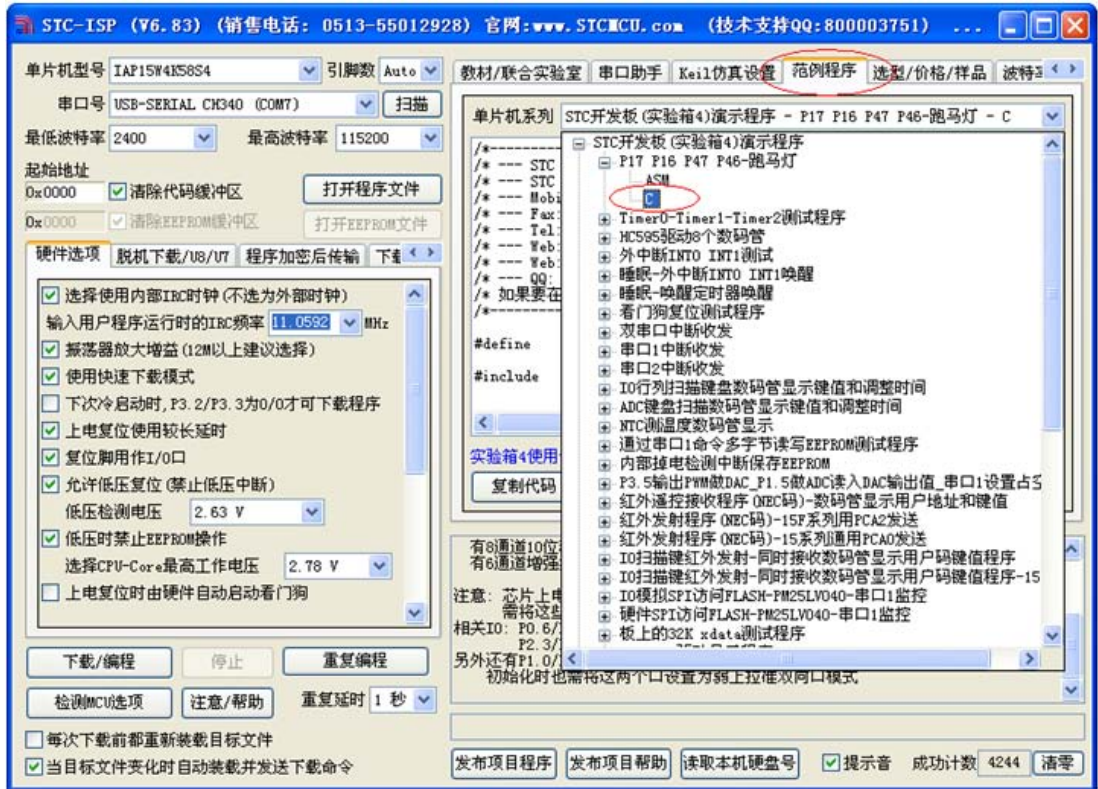 STC-ISP (V6.83) (销售电话: 0513-55012928) 官网:www.STCMCU.com (技术支持QQ:800003751) ...
单片机型号 IAP15W4K58S4 引脚数 Auto
串口号 USB-SERIAL CH340 (COM7) 扫描
最低波特率 2400 最高波特率 115200
起始地址
0x0000 清除代码缓冲区 打开程序文件
0x0000 清除EEPROM缓冲区 打开EEPROM文件
硬件选项 脱机下载/U8/U7 程序加密后传输
选择使用内部IRC时钟(不选为外部时钟)
输入用户程序运行时的IRC频率 11.0592 MHz
振荡器放大增益(12M以上建议选择)
使用快速下载模式
下次冷启动时,P3.2/P3.3为0/0才可下载程序
上电复位使用较长延时
复位脚用作I/O口
允许低压复位(禁止低压中断)
低压检测电压 2.63 V
低压时禁止EEPROM操作
选择CPU-Core最高工作电压 2.78 V
上电复位时由硬件自动启动看门狗
下载/编程 停止 重复编程
检测MCU选项 注意/帮助 重复延时 1 秒
每次下载前都重新装载目标文件
当目标文件变化时自动装载并发送下载命令
教材/联合实验室 串口助手 Keil仿真设置 范例程序 选型/价格/样品 波特率
单片机系列 STC开发板(实验箱4)演示程序 - P17 P16 P47 P46-跑马灯 - C
/*----------
/* --- STC
/* --- STC
/* --- Mobi
/* --- Fax:
/* --- Tel:
/* --- Web:
/* --- Web:
/* --- QQ:
/* 如果要在
/*----------
#define
#include
实验箱4使用
复制代码
STC开发板(实验箱4)演示程序
P17 P16 P47 P46-跑马灯
ASM
C
Timer0-Timer1-Timer2测试程序
HC595驱动8个数码管
外中断INT0 INT1测试
睡眠-外中断INT0 INT1唤醒
睡眠-唤醒定时器唤醒
看门狗复位测试程序
双串口中断收发
串口1中断收发
串口2中断收发
IO行列扫描键盘数码管显示键值和调整时间
ADC键盘扫描数码管显示键值和调整时间
NTC测温度数码管显示
通过串口1命令多字节读写EEPROM测试程序
内部掉电检测中断保存EEPROM
P3.5输出PWM做DAC_P1.5做ADC读入DAC输出值_串口1设置占空
红外遥控接收程序(NEC码)-数码管显示用户地址和键值
红外发射程序(NEC码)-15F系列用PCA2发送
红外发射程序(NEC码)-15系列通用PCA0发送
IO扫描键红外发射-同时接收数码管显示用户码键值程序
IO扫描键红外发射-同时接收数码管显示用户码键值程序-15
IO模拟SPI访问FLASH-PM25LV040-串口1监控
硬件SPI访问FLASH-PM25LV040-串口1监控
板上的32K xdata测试程序
有8通道10位
有6通道增强
注意: 芯片上电
需将这些
相关IO: P0.6/
P2.3/
另外还有P1.0/
初始化时也需将这两个口设置为弱上拉准双向口模式
发布项目程序 发布项目帮助 读取本机硬盘号 提示音 成功计数 4244 清零